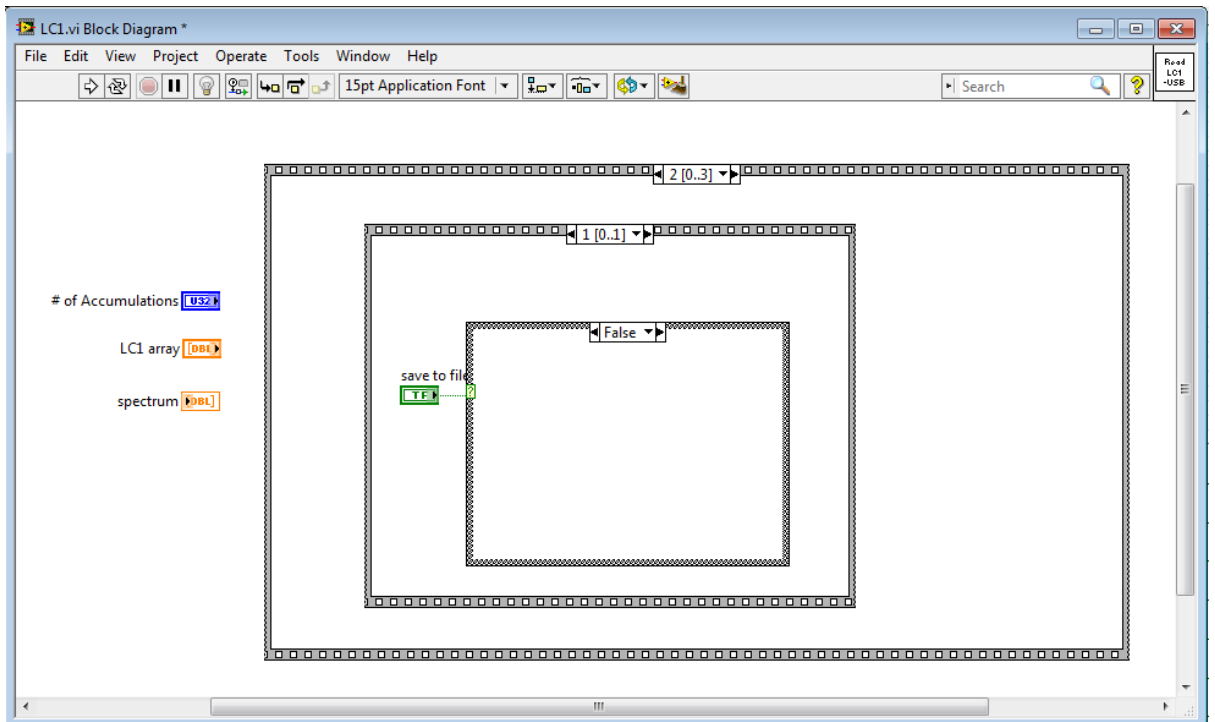 LC1.vi Block Diagram *
File Edit View Project Operate Tools Window Help
15pt Application Font
Search
?
Read
LC1
-USB
2 [0..3]
1 [0..1]
# of Accumulations U32
False
LC1 array [DBL]
save to file
TF
?
spectrum [DBL]